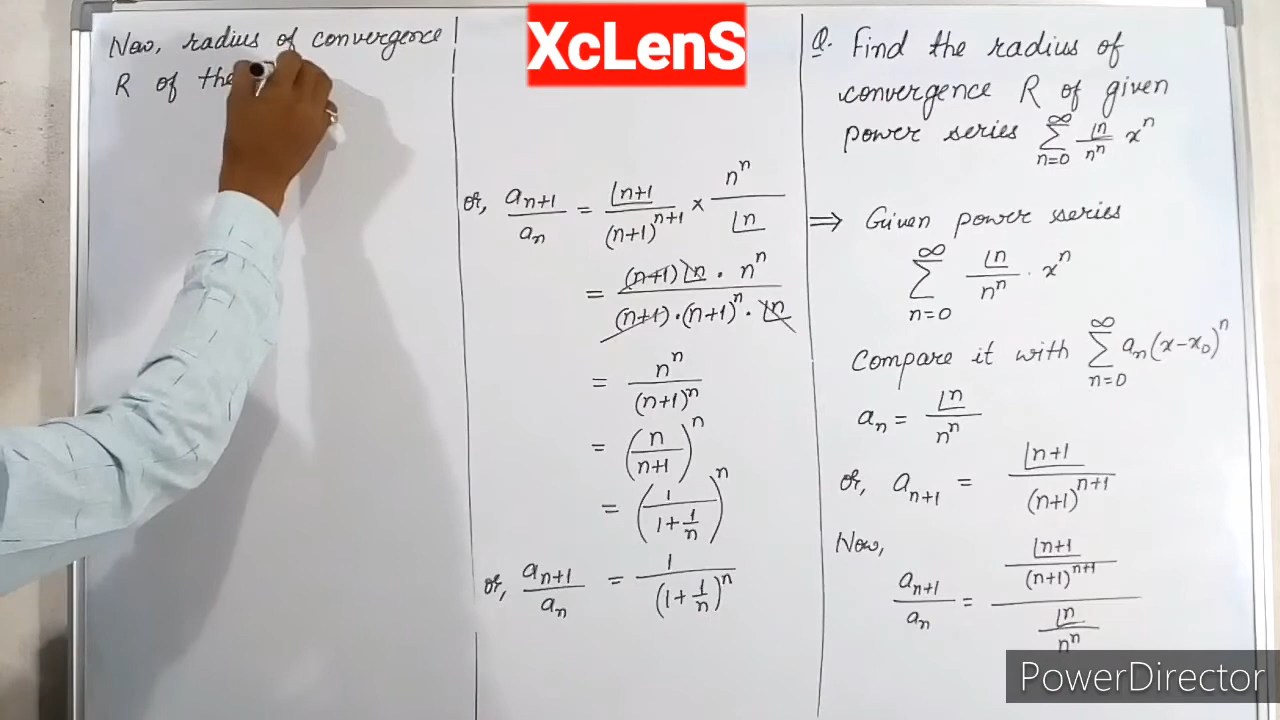 XcLenS
Q. Find the radius of
convergence R of given
power series ∑_{n=0}^{∞} ⌊n/n^n x^n
⇒ Given power series
∑_{n=0}^{∞} ⌊n/n^n · x^n
Compare it with ∑_{n=0}^{∞} a_n(x-x_0)^n
a_n = ⌊n/n^n
or, a_{n+1} = ⌊n+1/(n+1)^{n+1}
Now,
a_{n+1}/a_n = (⌊n+1/(n+1)^{n+1})/(⌊n/n^n)
or, a_{n+1}/a_n = ⌊n+1/(n+1)^{n+1} × n^n/⌊n
= (n+1)⌊n · n^n/(n+1)·(n+1)^n · ⌊n
= n^n/(n+1)^n
= (n/(n+1))^n
= (1/(1+1/n))^n
or, a_{n+1}/a_n = 1/(1+1/n)^n
Now, radius of convergence
R of the
PowerDirector